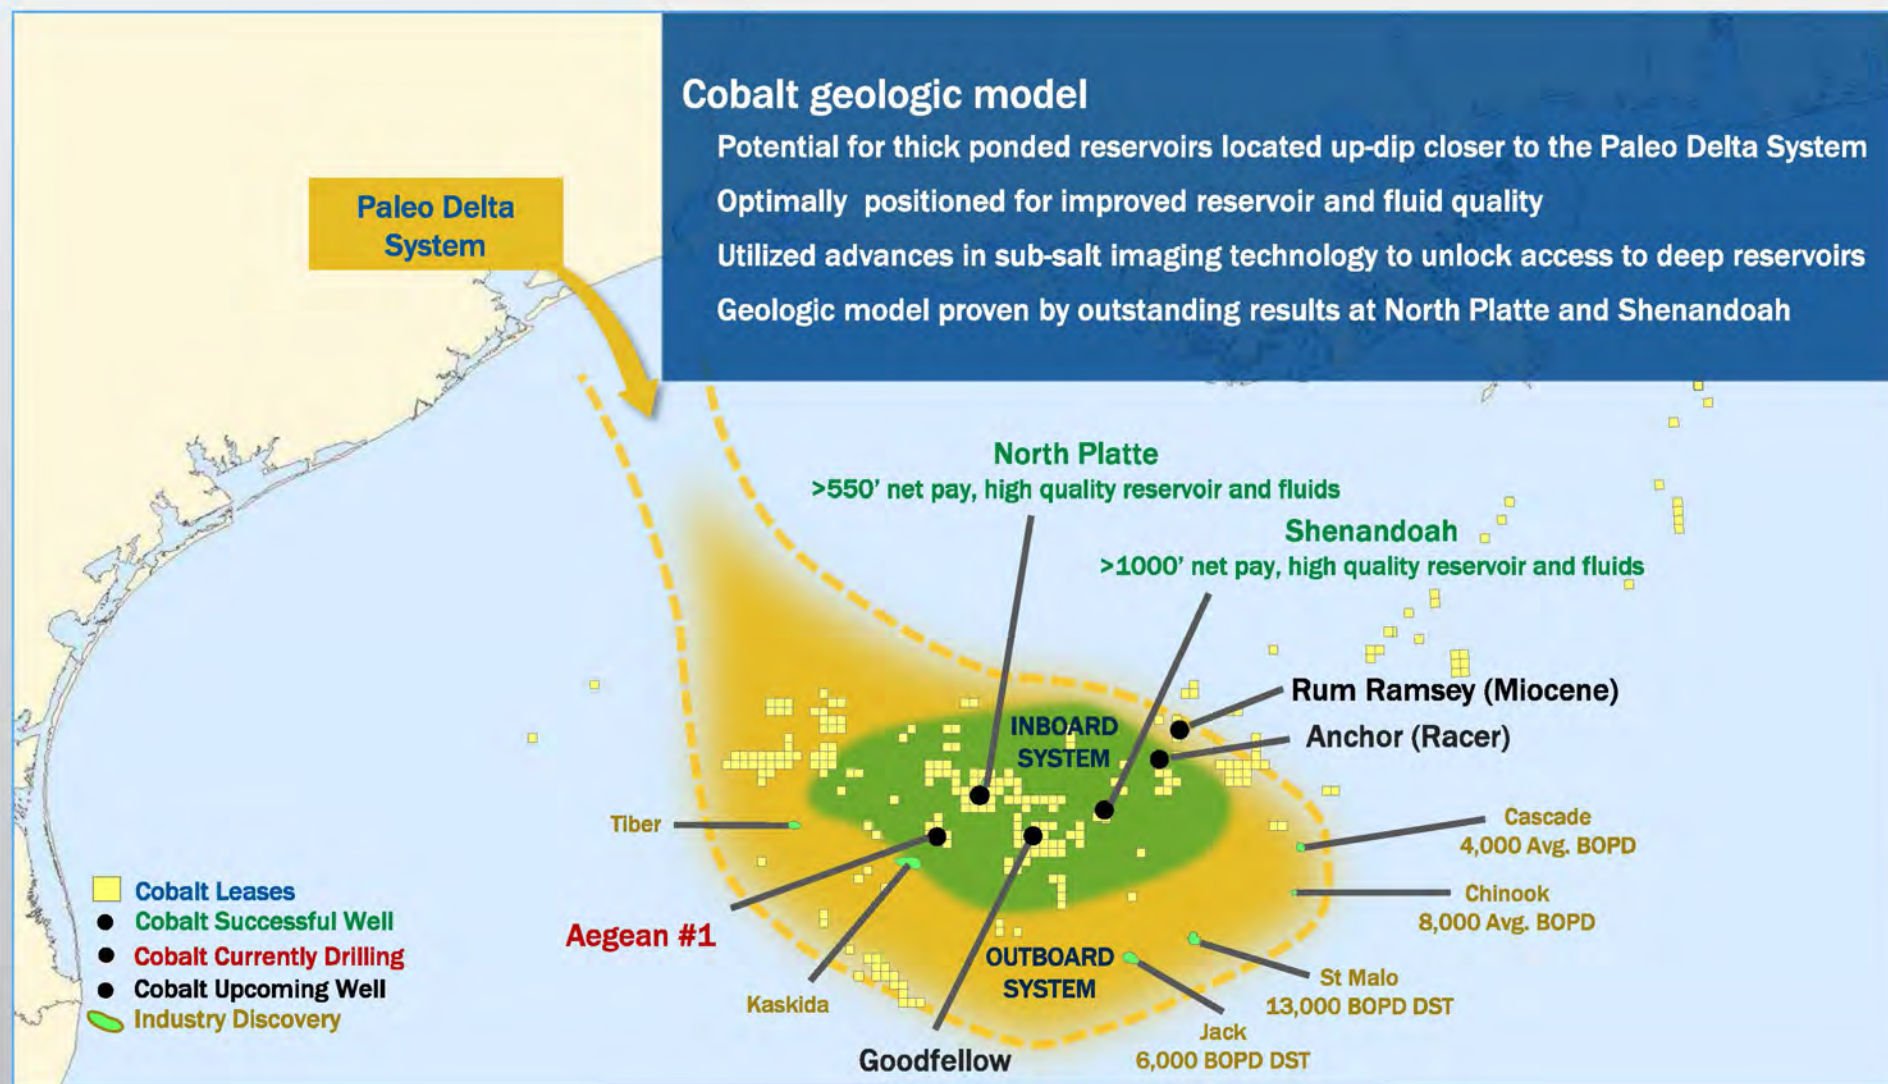 Cobalt geologic model
Potential for thick ponded reservoirs located up-dip closer to the Paleo Delta System
Optimally positioned for improved reservoir and fluid quality
Utilized advances in sub-salt imaging technology to unlock access to deep reservoirs
Geologic model proven by outstanding results at North Platte and Shenandoah
Paleo Delta
System
North Platte
>550’ net pay, high quality reservoir and fluids
Shenandoah
>1000’ net pay, high quality reservoir and fluids
Rum Ramsey (Miocene)
Anchor (Racer)
INBOARD
SYSTEM
Tiber
Cascade
4,000 Avg. BOPD
Chinook
8,000 Avg. BOPD
Aegean #1
OUTBOARD
SYSTEM
St Malo
13,000 BOPD DST
Kaskida
Jack
6,000 BOPD DST
Goodfellow
Cobalt Leases
Cobalt Successful Well
Cobalt Currently Drilling
Cobalt Upcoming Well
Industry Discovery